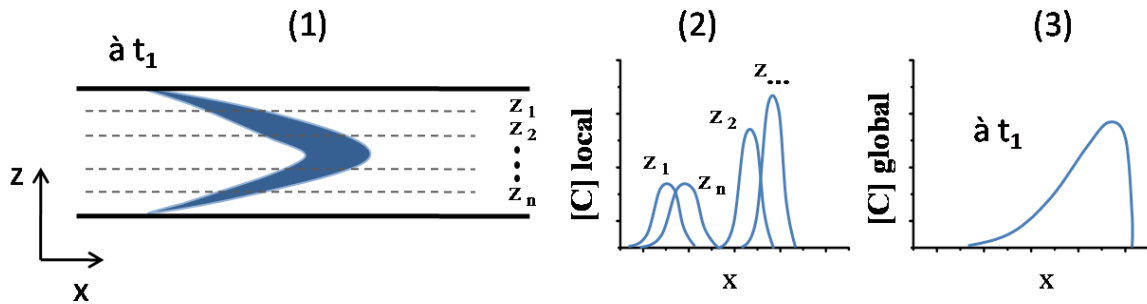 (1)
à t₁
z₁
z₂
zₙ
z
x
(2)
[C] local
z₁
zₙ
z₂
z...
x
(3)
[C] global
à t₁
x